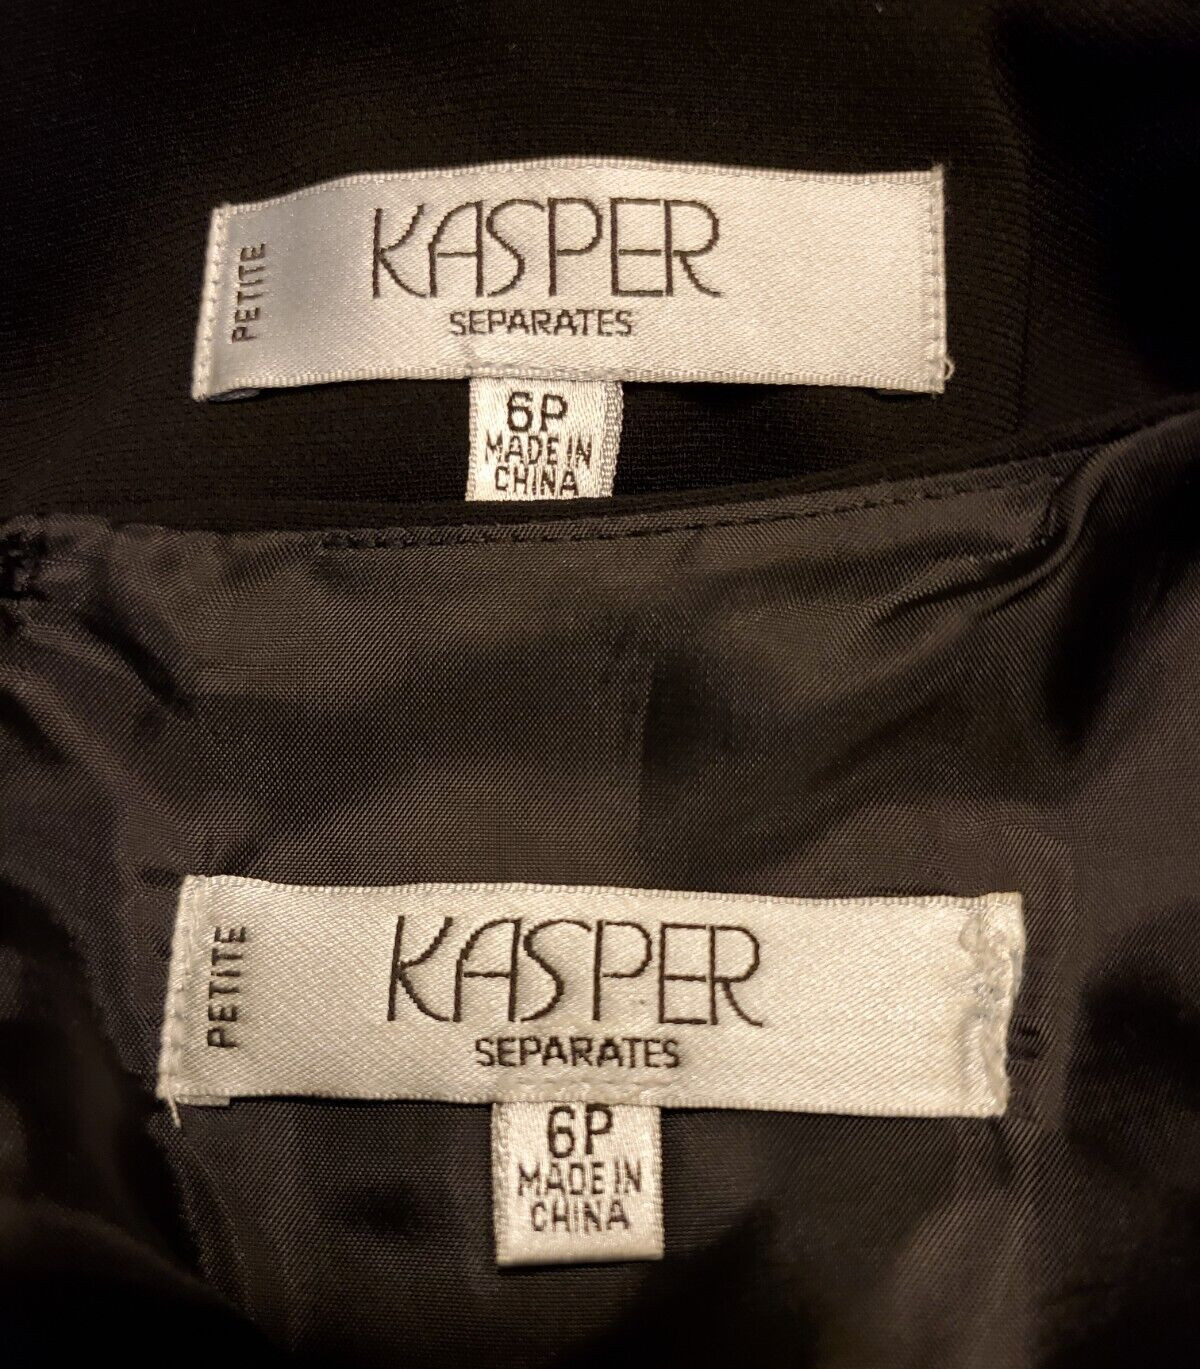 PETITE
KASPER
SEPARATES
6P
MADE IN
CHINA
PETITE
KASPER
SEPARATES
6P
MADE IN
CHINA